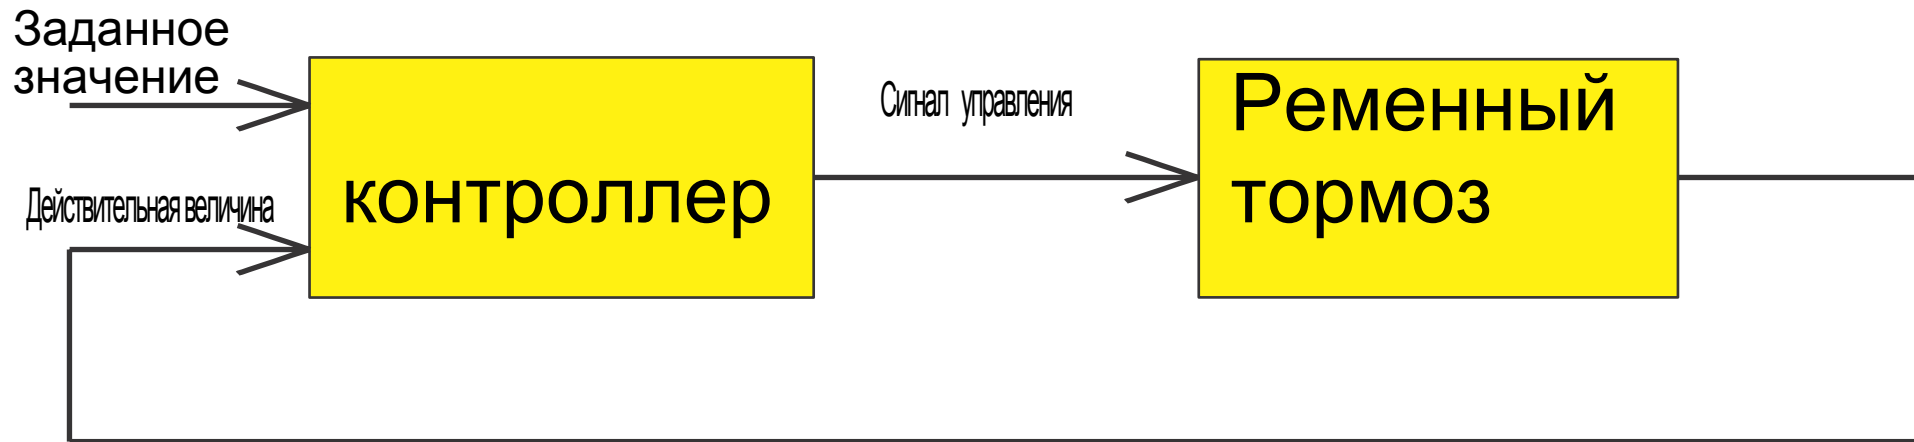 Заданное
значение
Действительная величина
контроллер
Сигнал управления
Ременный
тормоз